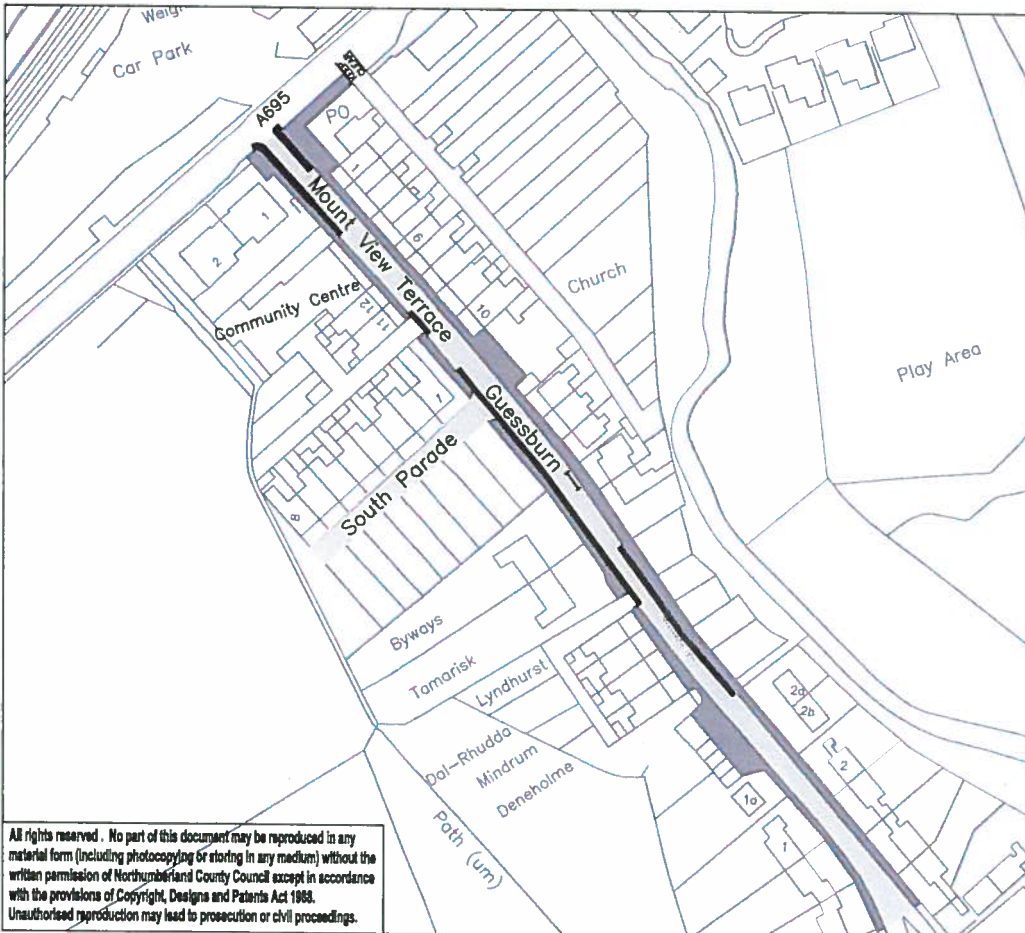 Weigh
Car Park
A695
PO
1
Mount View Terrace
6
10
1
2
Community Centre
11 12
1
Church
Play Area
Guessburn
1
South Parade
8
Byways
Tamarisk
Lyndhurst
Dal-Rhudda
Mindrum
Deneholme
Path (um)
2a
2b
2
1a
1
All rights reserved . No part of this document may be reproduced in any
material form (including photocopying or storing in any medium) without the
written permission of Northumberland County Council except in accordance
with the provisions of Copyright, Designs and Patents Act 1988.
Unauthorised reproduction may lead to prosecution or civil proceedings.